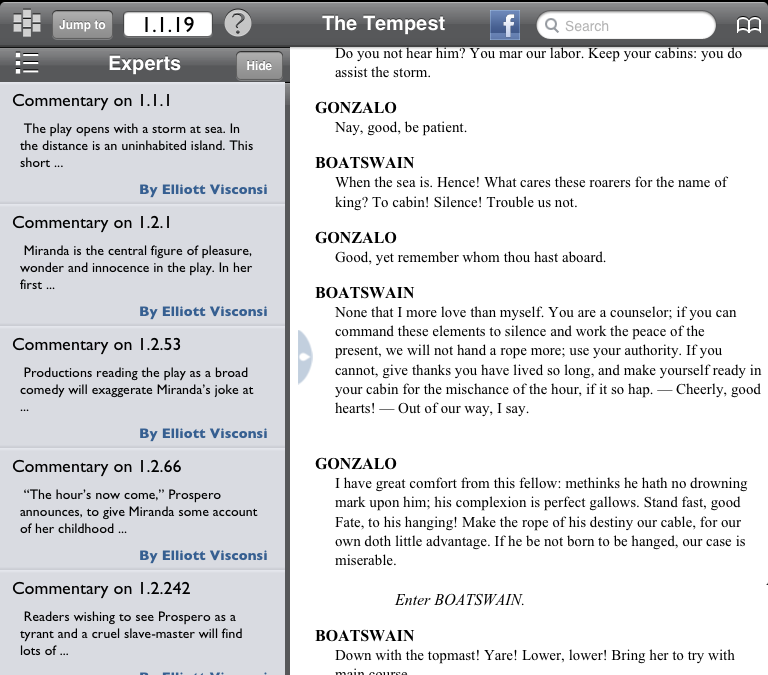 Jump to
1.1.19
?
The Tempest
f
Search
Experts
Hide
Commentary on 1.1.1
The play opens with a storm at sea. In
the distance is an uninhabited island. This
short ...
By Elliott Visconsi
Commentary on 1.2.1
Miranda is the central figure of pleasure,
wonder and innocence in the play. In her
first ...
By Elliott Visconsi
Commentary on 1.2.53
Productions reading the play as a broad
comedy will exaggerate Miranda's joke at
...
By Elliott Visconsi
Commentary on 1.2.66
“The hour's now come,” Prospero
announces, to give Miranda some account
of her childhood ...
By Elliott Visconsi
Commentary on 1.2.242
Readers wishing to see Prospero as a
tyrant and a cruel slave-master will find
lots of ...
By Elliott Visconsi
Do you not hear him? You mar our labor. Keep your cabins: you do
assist the storm.
GONZALO
Nay, good, be patient.
BOATSWAIN
When the sea is. Hence! What cares these roarers for the name of
king? To cabin! Silence! Trouble us not.
GONZALO
Good, yet remember whom thou hast aboard.
BOATSWAIN
None that I more love than myself. You are a counselor; if you can
command these elements to silence and work the peace of the
present, we will not hand a rope more; use your authority. If you
cannot, give thanks you have lived so long, and make yourself ready in
your cabin for the mischance of the hour, if it so hap. — Cheerly, good
hearts! — Out of our way, I say.
GONZALO
I have great comfort from this fellow: methinks he hath no drowning
mark upon him; his complexion is perfect gallows. Stand fast, good
Fate, to his hanging! Make the rope of his destiny our cable, for our
own doth little advantage. If he be not born to be hanged, our case is
miserable.
Enter BOATSWAIN.
BOATSWAIN
Down with the topmast! Yare! Lower, lower! Bring her to try with
main course.